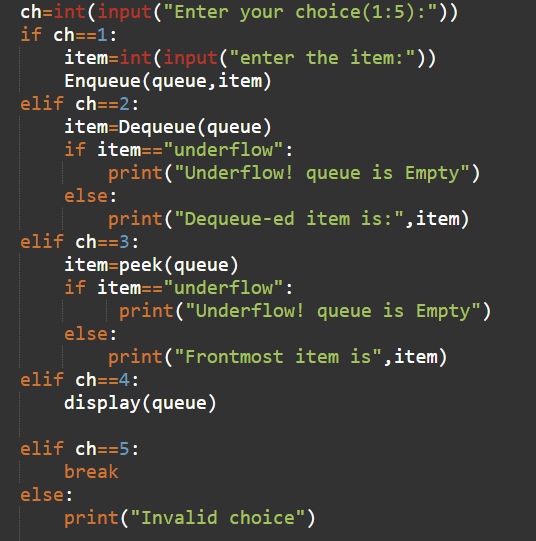 ch=int(input("Enter your choice(1:5):"))
if ch==1:
    item=int(input("enter the item:"))
    Enqueue(queue,item)
elif ch==2:
    item=Dequeue(queue)
    if item=="underflow":
        print("Underflow! queue is Empty")
    else:
        print("Dequeue-ed item is:",item)
elif ch==3:
    item=peek(queue)
    if item=="underflow":
         print("Underflow! queue is Empty")
    else:
        print("Frontmost item is",item)
elif ch==4:
    display(queue)

elif ch==5:
    break
else:
    print("Invalid choice")